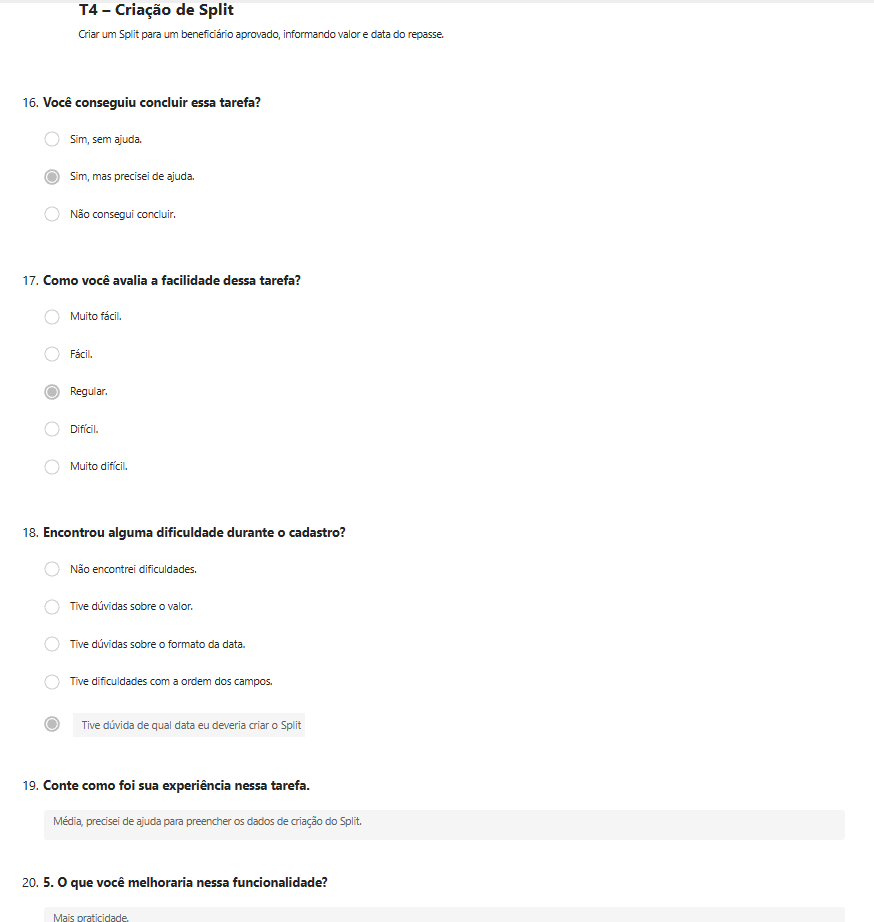 T4 – Criação de Split
Criar um Split para um beneficiário aprovado, informando valor e data do repasse.
16. Você conseguiu concluir essa tarefa?
Sim, sem ajuda.
Sim, mas precisei de ajuda.
Não consegui concluir.
17. Como você avalia a facilidade dessa tarefa?
Muito fácil.
Fácil.
Regular.
Difícil.
Muito difícil.
18. Encontrou alguma dificuldade durante o cadastro?
Não encontrei dificuldades.
Tive dúvidas sobre o valor.
Tive dúvidas sobre o formato da data.
Tive dificuldades com a ordem dos campos.
Tive dúvida de qual data eu deveria criar o Split
19. Conte como foi sua experiência nessa tarefa.
Média, precisei de ajuda para preencher os dados de criação do Split.
20. 5. O que você melhoraria nessa funcionalidade?
Mais praticidade.